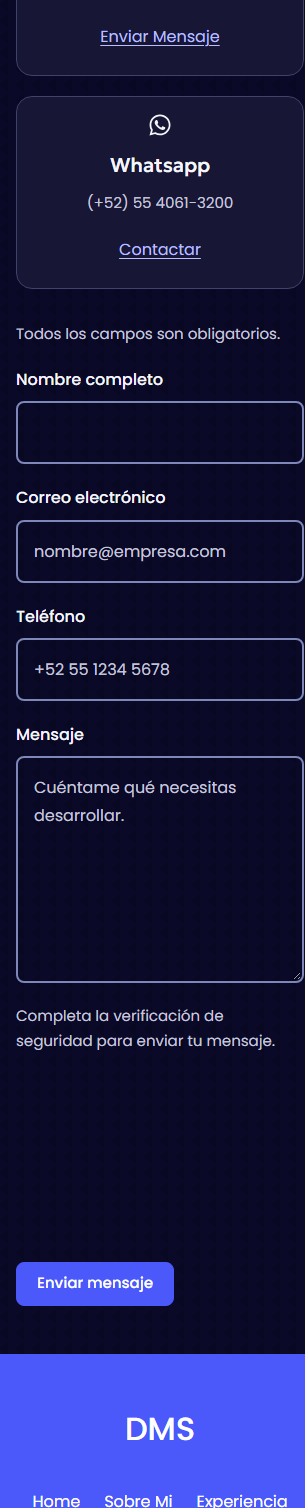 Enviar Mensaje
Whatsapp
(+52) 55 4061-3200
Contactar
Todos los campos son obligatorios.
Nombre completo
Correo electrónico
nombre@empresa.com
Teléfono
+52 55 1234 5678
Mensaje
Cuéntame qué necesitas
desarrollar.
Completa la verificación de
seguridad para enviar tu mensaje.
Enviar mensaje
DMS
Home Sobre Mi Experiencia